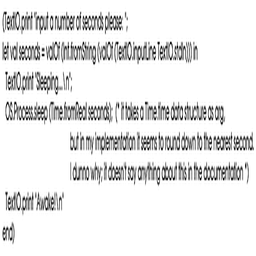 (TextIO.print "input a number of seconds please: ";
let val seconds = valOf (Int.fromString (valOf (TextIO.inputLine TextIO.stdIn))) in
TextIO.print "Sleeping...\n";
OS.Process.sleep (Time.fromReal seconds); (* it takes a Time.time data structure as arg,
but in my implementation it seems to round down to the nearest second.
I dunno why; it doesn't say anything about this in the documentation *)
TextIO.print "Awake!\n"
end)